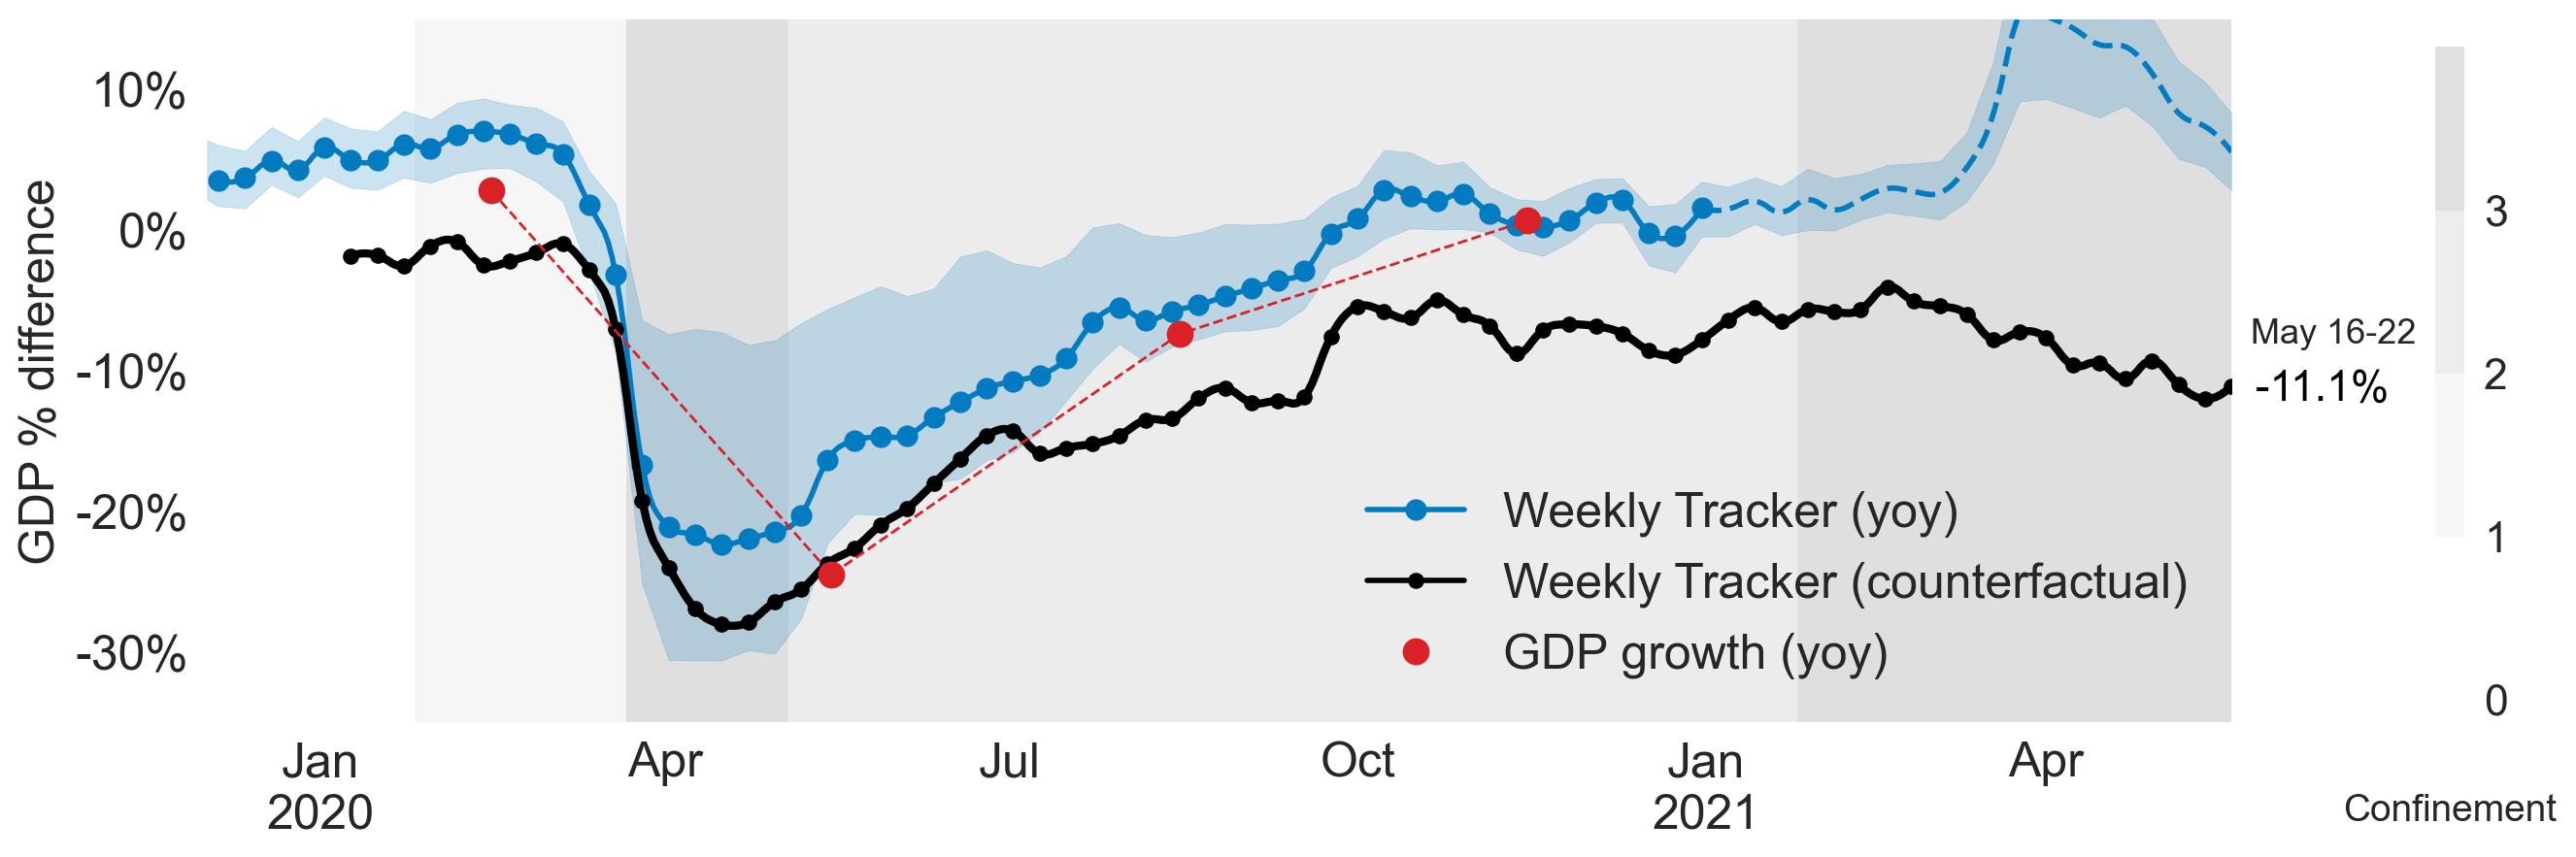 GDP % difference
10%
0%
-10%
-20%
-30%
Jan
2020
Apr
Jul
Oct
Jan
2021
Apr
Weekly Tracker (yoy)
Weekly Tracker (counterfactual)
GDP growth (yoy)
May 16-22
-11.1%
3
2
1
0
Confinement